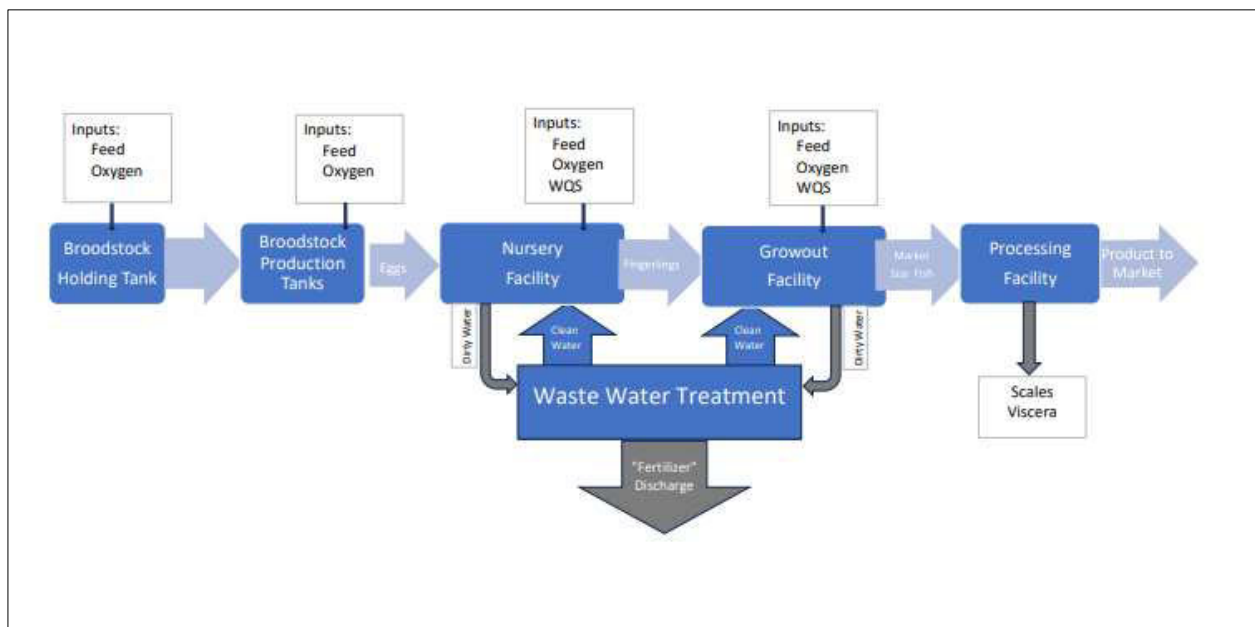 Inputs:
Feed
Oxygen
Inputs:
Feed
Oxygen
Inputs:
Feed
Oxygen
WQS
Inputs:
Feed
Oxygen
WQS
Broodstock
Holding Tank
Broodstock
Production
Tanks
Eggs
Nursery
Facility
Fingerlings
Growout
Facility
Market
Size Fish
Processing
Facility
Product to
Market
Dirty Water
Clean
Water
Clean
Water
Dirty Water
Waste Water Treatment
Scales
Viscera
"Fertilizer"
Discharge